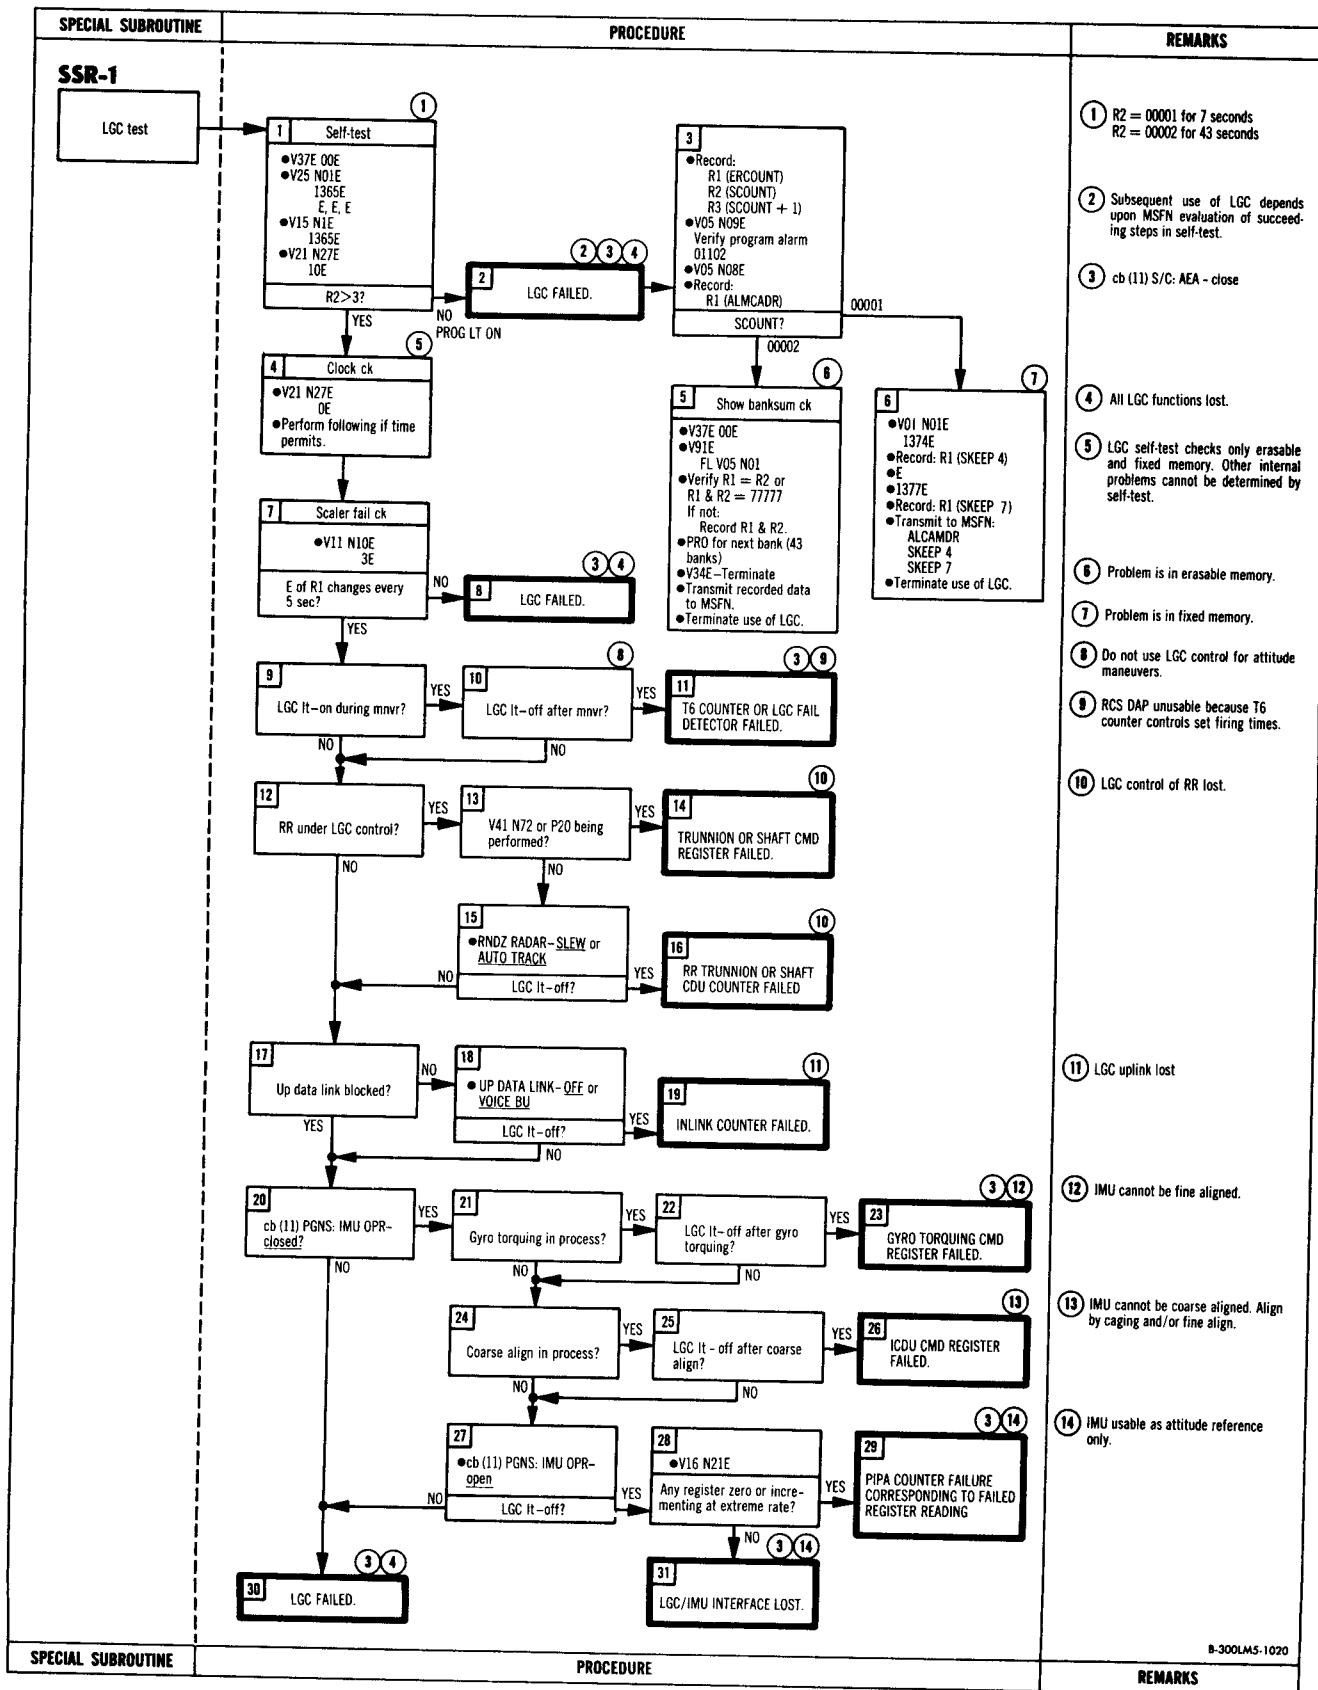 SPECIAL SUBROUTINE
PROCEDURE
REMARKS
SSR-1
LGC test
1
1 Self-test
●V37E 00E
●V25 N01E
1365E
E, E, E
●V15 N1E
1365E
●V21 N27E
10E
R2>3?
YES
NO
PROG LT ON
2 3 4
2
LGC FAILED.
3
●Record:
R1 (ERCOUNT)
R2 (SCOUNT)
R3 (SCOUNT + 1)
●V05 N09E
Verify program alarm
01102
●V05 N08E
●Record:
R1 (ALMCADR)
SCOUNT?
00001
00002
5
4 Clock ck
●V21 N27E
0E
●Perform following if time
permits.
6
5 Show banksum ck
●V37E 00E
●V91E
FL V05 N01
●Verify R1 = R2 or
R1 & R2 = 77777
If not:
Record R1 & R2.
●PRO for next bank (43
banks)
●V34E–Terminate
●Transmit recorded data
to MSFN.
●Terminate use of LGC.
7
6
●V01 N01E
1374E
●Record: R1 (SKEEP 4)
●E
●1377E
●Record: R1 (SKEEP 7)
●Transmit to MSFN:
ALCAMDR
SKEEP 4
SKEEP 7
●Terminate use of LGC.
7 Scaler fail ck
●V11 N10E
3E
E of R1 changes every
5 sec?
NO
YES
3 4
8
LGC FAILED.
9
LGC lt–on during mnvr?
YES
NO
8
10
LGC lt–off after mnvr?
YES
NO
3 9
11
T6 COUNTER OR LGC FAIL
DETECTOR FAILED.
12
RR under LGC control?
YES
NO
13
V41 N72 or P20 being
performed?
YES
NO
10
14
TRUNNION OR SHAFT CMD
REGISTER FAILED.
15
●RNDZ RADAR–SLEW or
AUTO TRACK
LGC lt–off?
NO
YES
10
16
RR TRUNNION OR SHAFT
CDU COUNTER FAILED
17
Up data link blocked?
NO
YES
18
● UP DATA LINK–OFF or
VOICE BU
LGC lt–off?
YES
NO
11
19
INLINK COUNTER FAILED.
20
cb (11) PGNS: IMU OPR–
closed?
YES
NO
21
Gyro torquing in process?
YES
NO
22
LGC lt–off after gyro
torquing?
YES
NO
3 12
23
GYRO TORQUING CMD
REGISTER FAILED.
24
Coarse align in process?
YES
NO
25
LGC lt – off after coarse
align?
YES
NO
13
26
ICDU CMD REGISTER
FAILED.
27
●cb (11) PGNS: IMU OPR–
open
LGC lt–off?
NO
YES
28
●V16 N21E
Any register zero or incre-
menting at extreme rate?
YES
NO
3 14
29
PIPA COUNTER FAILURE
CORRESPONDING TO FAILED
REGISTER READING
3 4
30
LGC FAILED.
3 14
31
LGC/IMU INTERFACE LOST.
1 R2 = 00001 for 7 seconds
R2 = 00002 for 43 seconds
2 Subsequent use of LGC depends
upon MSFN evaluation of succeed-
ing steps in self-test.
3 cb (11) S/C: AEA - close
4 All LGC functions lost.
5 LGC self-test checks only erasable
and fixed memory. Other internal
problems cannot be determined by
self-test.
6 Problem is in erasable memory.
7 Problem is in fixed memory.
8 Do not use LGC control for attitude
maneuvers.
9 RCS DAP unusable because T6
counter controls set firing times.
10 LGC control of RR lost.
11 LGC uplink lost
12 IMU cannot be fine aligned.
13 IMU cannot be coarse aligned. Align
by caging and/or fine align.
14 IMU usable as attitude reference
only.
B-300LM5-1020
SPECIAL SUBROUTINE
PROCEDURE
REMARKS